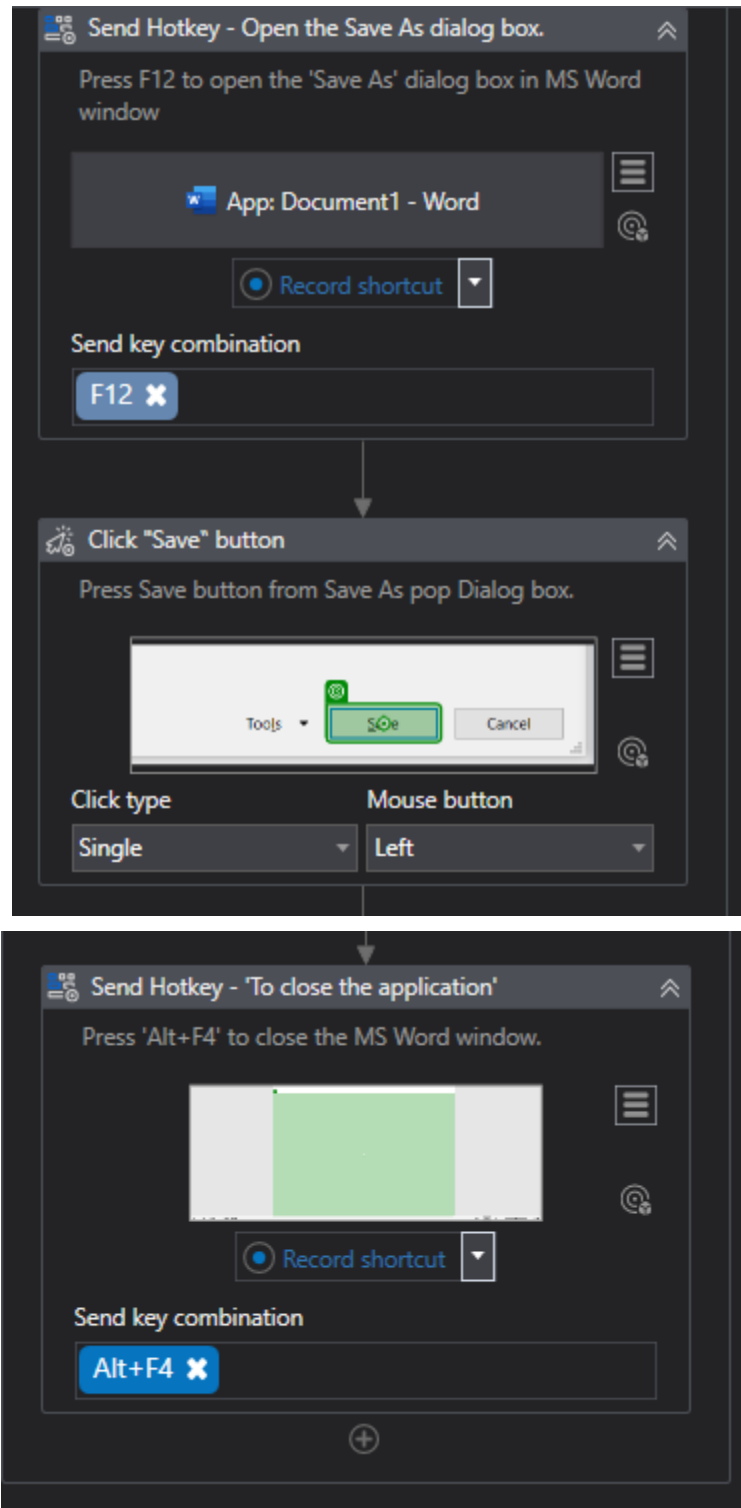 Send Hotkey - Open the Save As dialog box.
Press F12 to open the 'Save As' dialog box in MS Word
window
App: Document1 - Word
Record shortcut
Send key combination
F12
Click "Save" button
Press Save button from Save As pop Dialog box.
Tools Save Cancel
Click type Mouse button
Single Left
Send Hotkey - 'To close the application'
Press 'Alt+F4' to close the MS Word window.
Record shortcut
Send key combination
Alt+F4